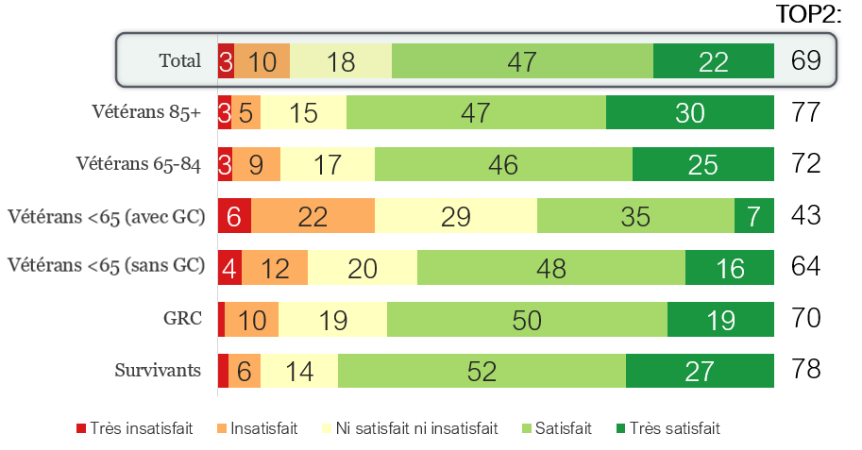 TOP2:
Total 3 10 18 47 22 69
Vétérans 85+ 3 5 15 47 30 77
Vétérans 65-84 3 9 17 46 25 72
Vétérans <65 (avec GC) 6 22 29 35 7 43
Vétérans <65 (sans GC) 4 12 20 48 16 64
GRC 10 19 50 19 70
Survivants 6 14 52 27 78
Très insatisfait Insatisfait Ni satisfait ni insatisfait Satisfait Très satisfait